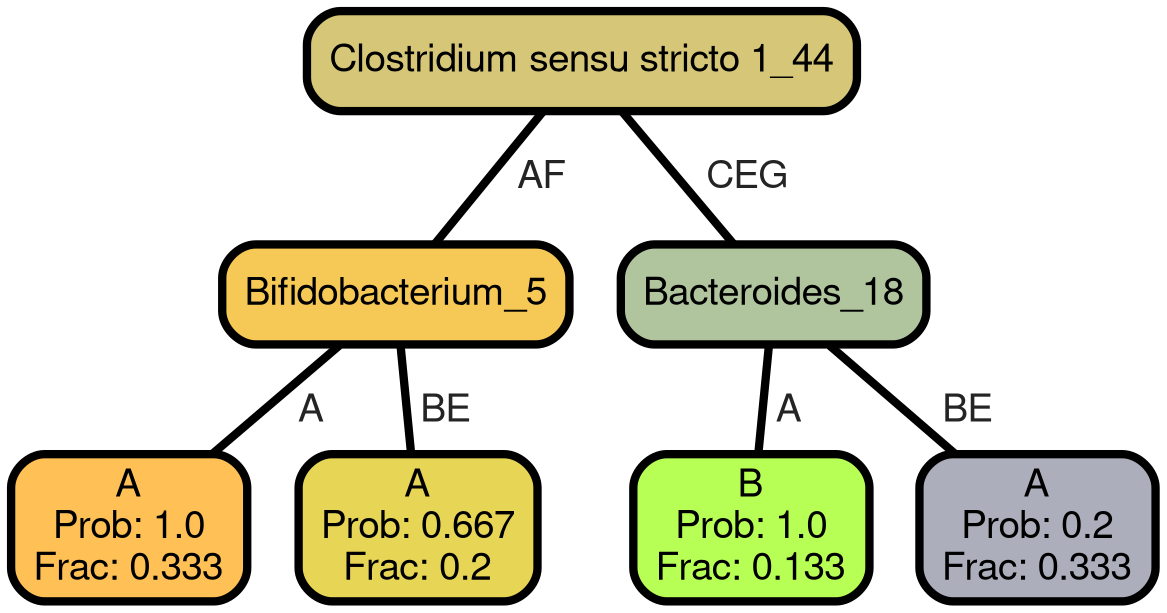 Clostridium sensu stricto 1_44
AF
CEG
Bifidobacterium_5
Bacteroides_18
A
BE
A
BE
A
Prob: 1.0
Frac: 0.333
A
Prob: 0.667
Frac: 0.2
B
Prob: 1.0
Frac: 0.133
A
Prob: 0.2
Frac: 0.333